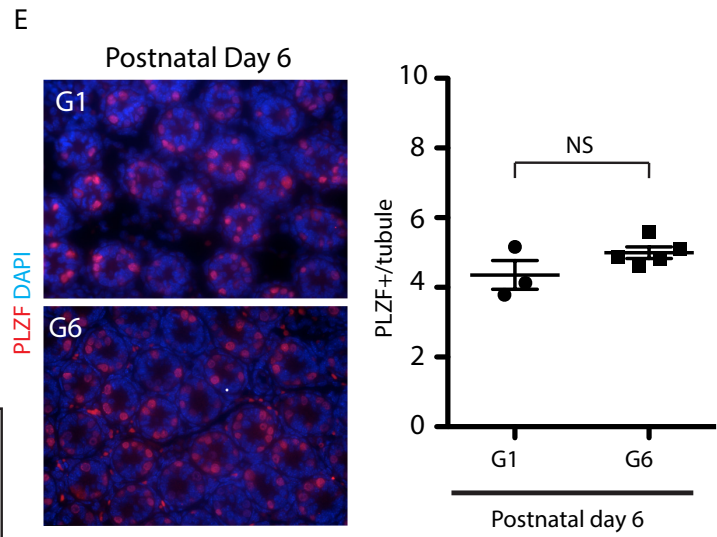 E
Postnatal Day 6
G1
G6
PLZF DAPI
PLZF+/tubule
10
8
6
4
2
0
NS
G1 G6
Postnatal day 6